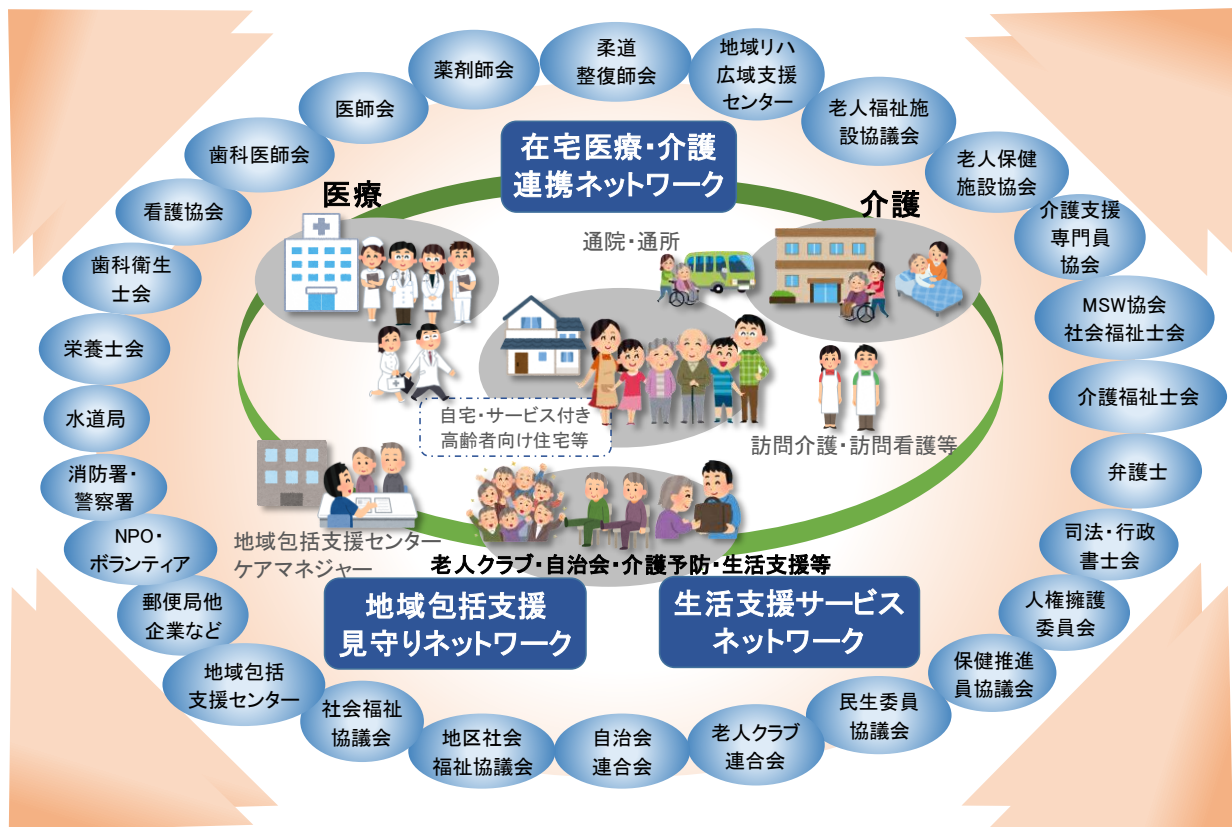 柔道
整復師会
地域リハ
広域支援
センター
老人福祉施
設協議会
老人保健
施設協会
介護支援
専門員
協会
MSW協会
社会福祉士会
介護福祉士会
弁護士
司法・行政
書士会
人権擁護
委員会
保健推進
員協議会
民生委員
協議会
老人クラブ
連合会
自治会
連合会
地区社会
福祉協議会
社会福祉
協議会
地域包括
支援センター
郵便局他
企業など
NPO・
ボランティア
消防署・
警察署
水道局
栄養士会
歯科衛生
士会
看護協会
歯科医師会
医師会
薬剤師会
在宅医療・介護
連携ネットワーク
医療
介護
通院・通所
自宅・サービス付き
高齢者向け住宅等
訪問介護・訪問看護等
地域包括支援センター
ケアマネジャー
老人クラブ・自治会・介護予防・生活支援等
地域包括支援
見守りネットワーク
生活支援サービス
ネットワーク